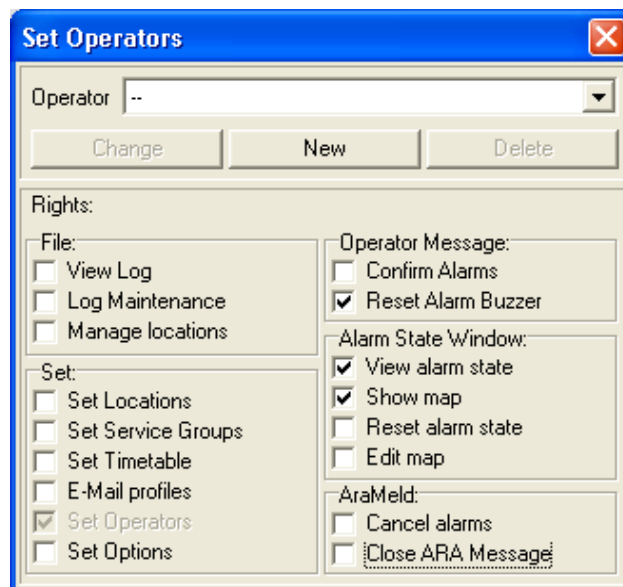 Set Operators
Operator --
Change New Delete
Rights:
File:
View Log
Log Maintenance
Manage locations
Set:
Set Locations
Set Service Groups
Set Timetable
E-Mail profiles
Set Operators
Set Options
Operator Message:
Confirm Alarms
Reset Alarm Buzzer
Alarm State Window:
View alarm state
Show map
Reset alarm state
Edit map
AraMeld:
Cancel alarms
Close ARA Message